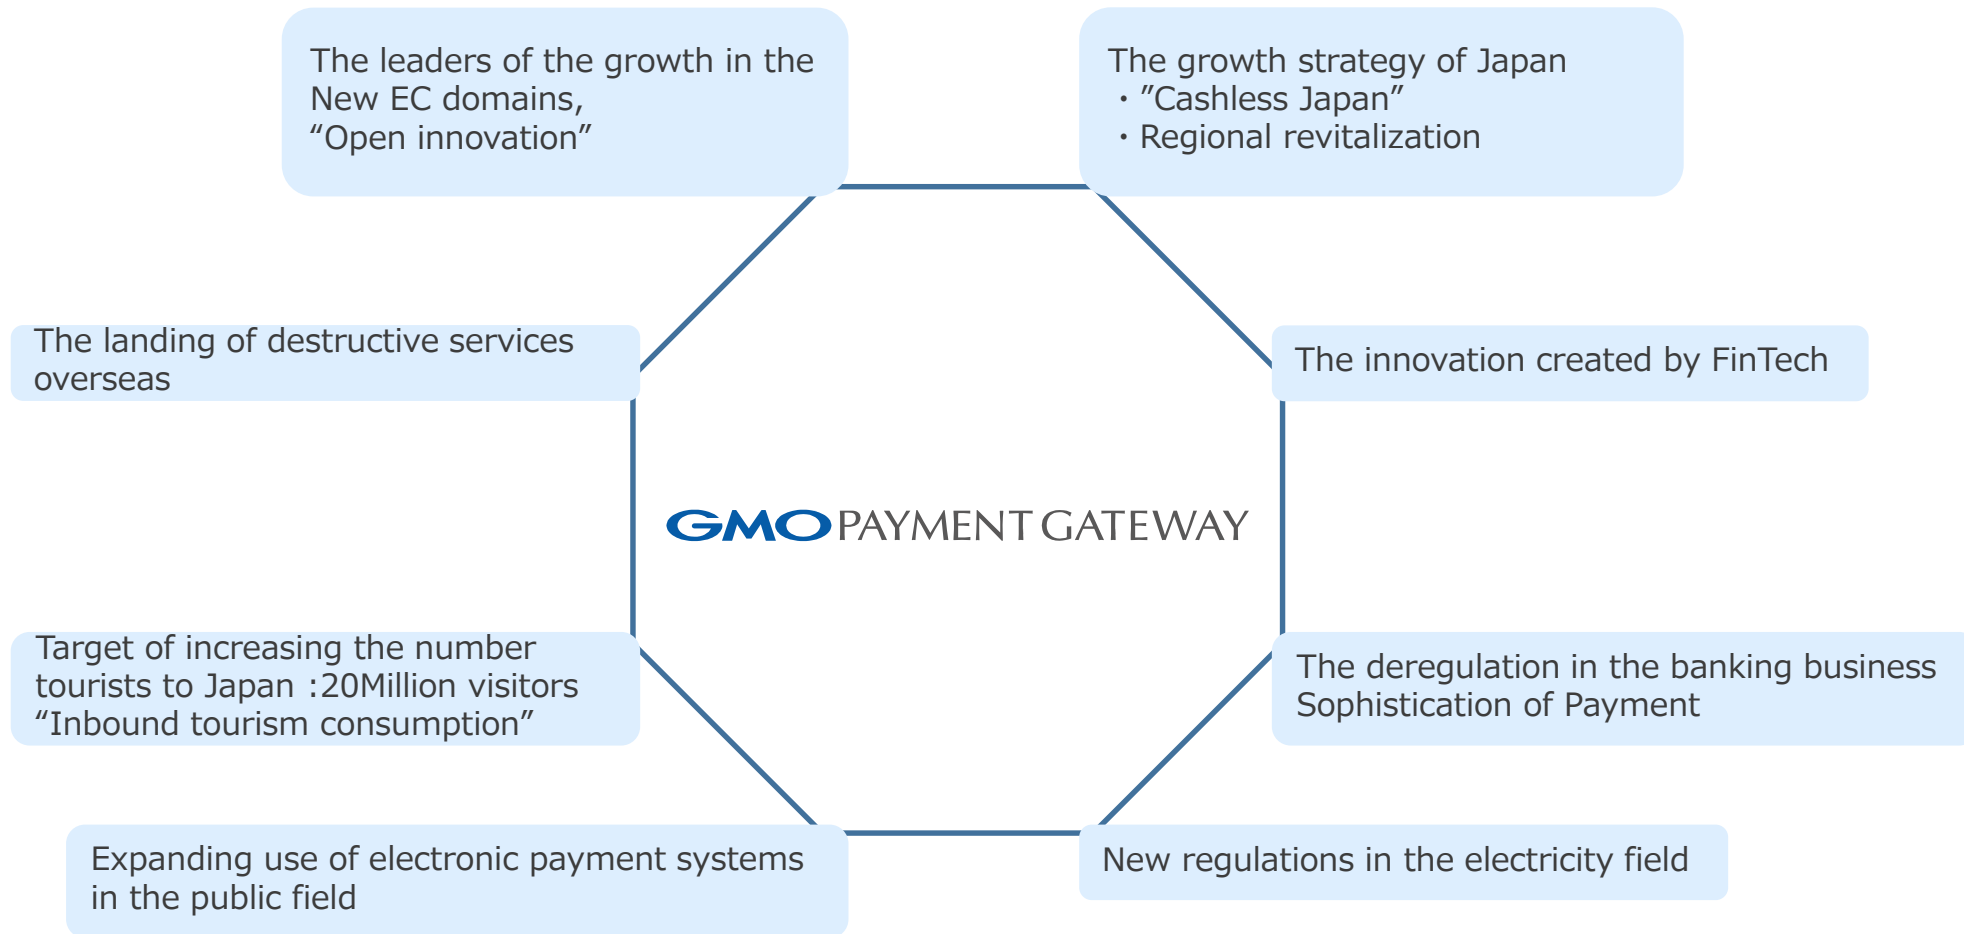 The leaders of the growth in the
New EC domains,
“Open innovation”
The growth strategy of Japan
・”Cashless Japan”
・Regional revitalization
The landing of destructive services
overseas
The innovation created by FinTech
GMO PAYMENT GATEWAY
Target of increasing the number
tourists to Japan :20Million visitors
“Inbound tourism consumption”
The deregulation in the banking business
Sophistication of Payment
Expanding use of electronic payment systems
in the public field
New regulations in the electricity field